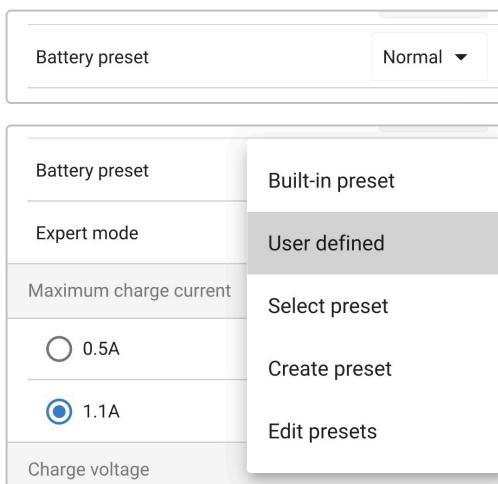 Battery preset Normal
Battery preset
Built-in preset
Expert mode
User defined
Maximum charge current
Select preset
0.5A
Create preset
1.1A
Edit presets
Charge voltage